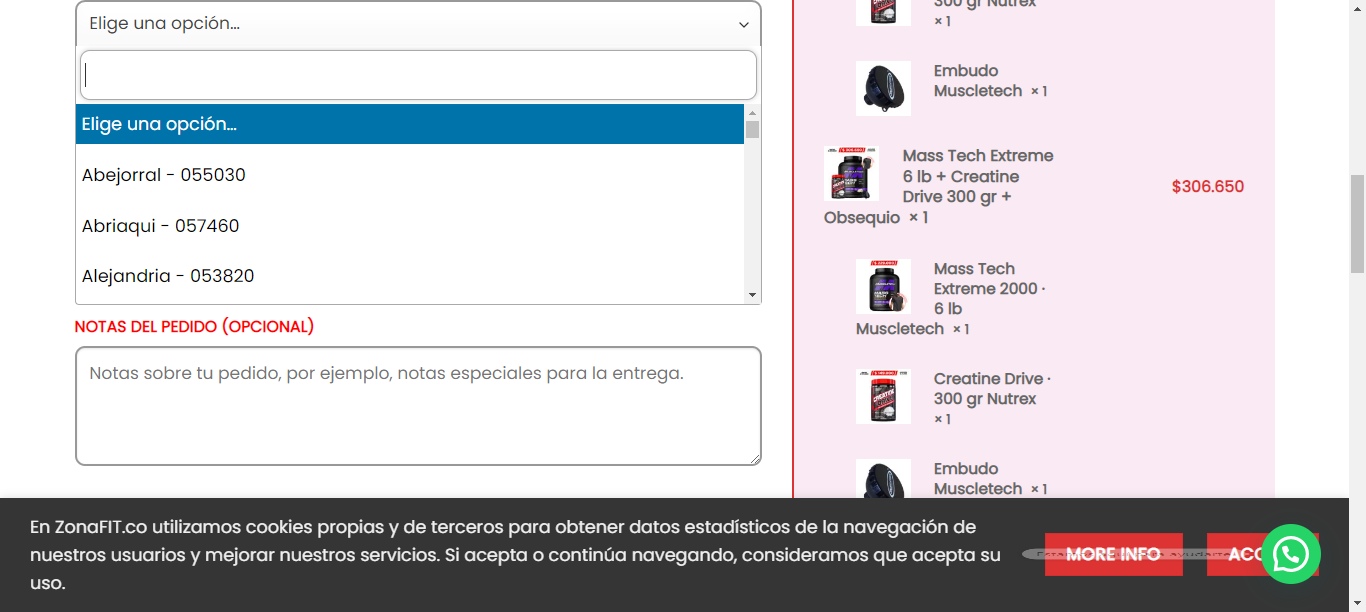 Elige una opción...
Elige una opción...
Abejorral - 055030
Abriaqui - 057460
Alejandria - 053820
NOTAS DEL PEDIDO (OPCIONAL)
Notas sobre tu pedido, por ejemplo, notas especiales para la entrega.
300 gr Nutrex
× 1
Embudo
Muscletech × 1
Mass Tech Extreme
6 lb + Creatine
Drive 300 gr +
Obsequio × 1
$306.650
Mass Tech
Extreme 2000 ·
6 lb
Muscletech × 1
Creatine Drive ·
300 gr Nutrex
× 1
Embudo
Muscletech × 1
En ZonaFIT.co utilizamos cookies propias y de terceros para obtener datos estadísticos de la navegación de
nuestros usuarios y mejorar nuestros servicios. Si acepta o continúa navegando, consideramos que acepta su
uso.
MORE INFO